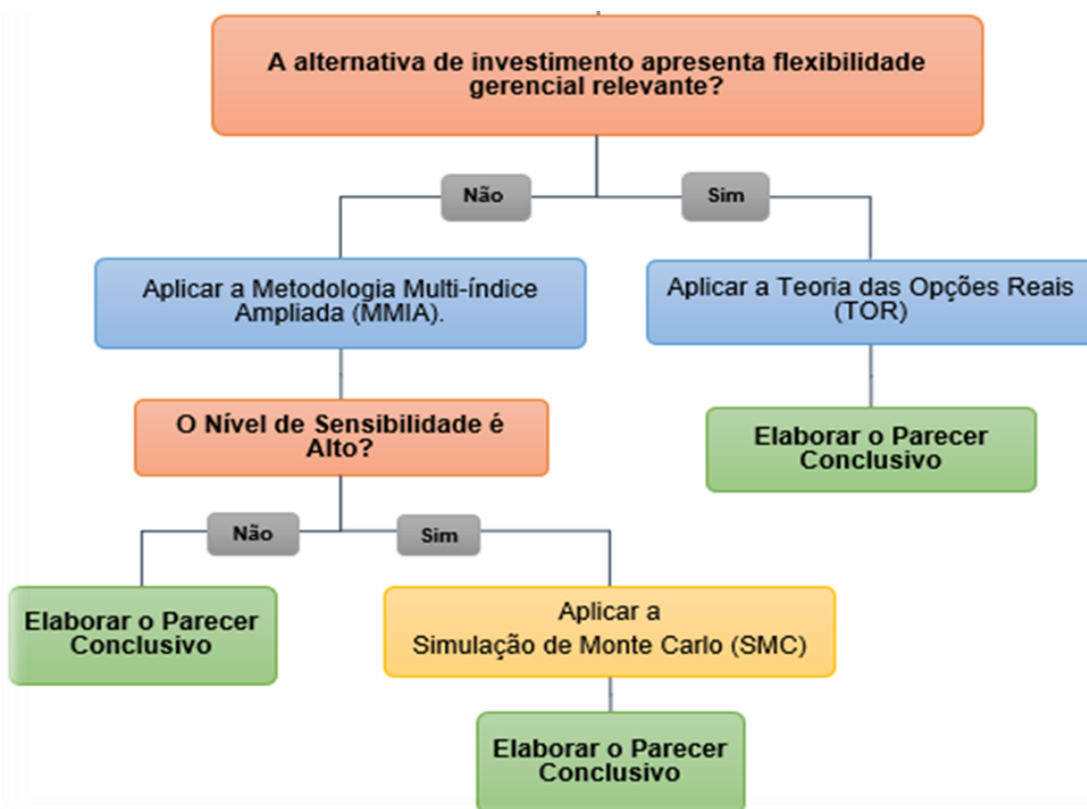 A alternativa de investimento apresenta flexibilidade
gerencial relevante?
Não
Sim
Aplicar a Metodologia Multi-índice
Ampliada (MMIA).
Aplicar a Teoria das Opções Reais
(TOR)
O Nível de Sensibilidade é
Alto?
Elaborar o Parecer
Conclusivo
Não
Sim
Elaborar o Parecer
Conclusivo
Aplicar a
Simulação de Monte Carlo (SMC)
Elaborar o Parecer
Conclusivo